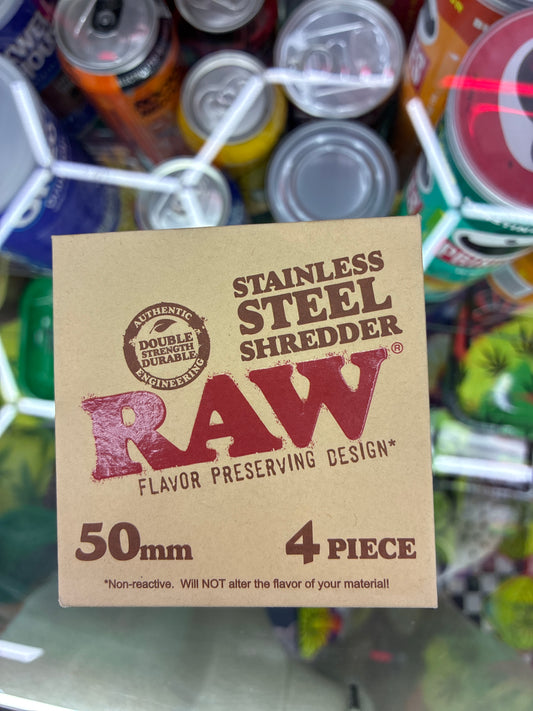 STAINLESS
STEEL
SHREDDER
AUTHENTIC
DOUBLE
STRENGTH
DURABLE
ENGINEERING
RAW®
FLAVOR PRESERVING DESIGN*
50mm
4 PIECE
*Non-reactive. Will NOT alter the flavor of your material!